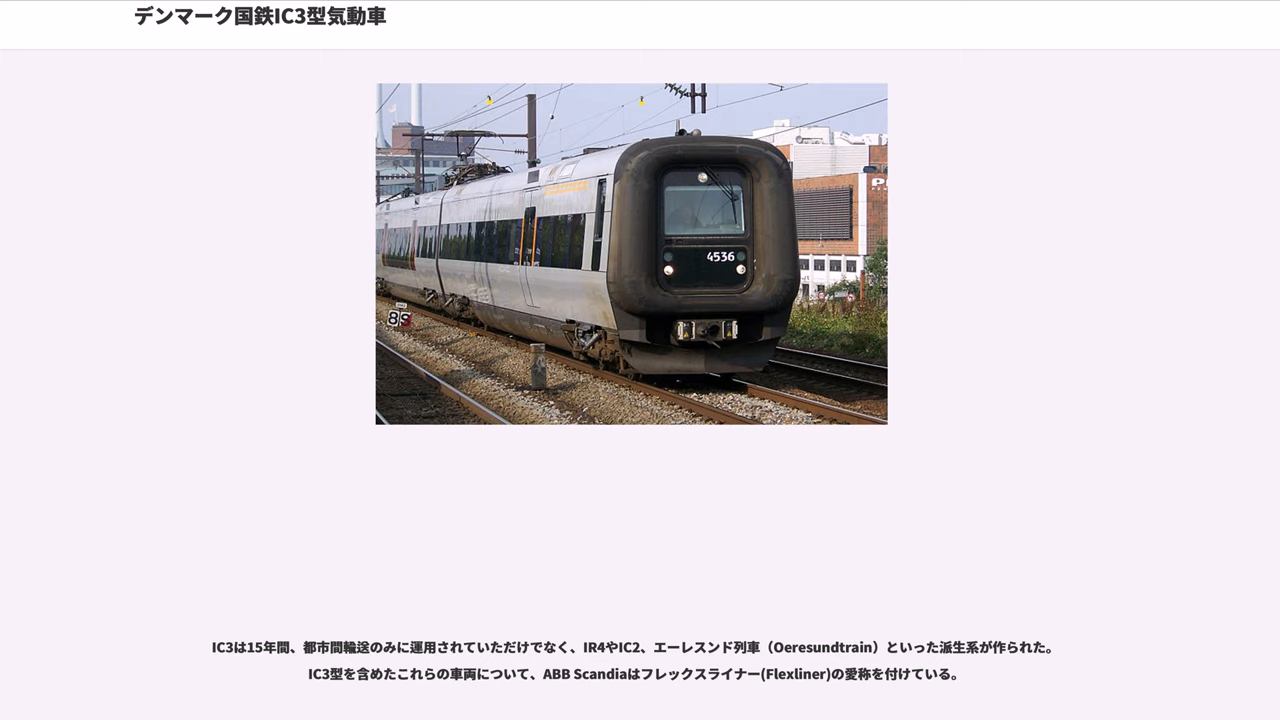 デンマーク国鉄IC3型気動車
4536
IC3は15年間、都市間輸送のみに運用されていただけでなく、IR4やIC2、エーレスンド列車（Oeresundtrain）といった派生系が作られた。
IC3型を含めたこれらの車両について、ABB Scandiaはフレックスライナー(Flexliner)の愛称を付けている。